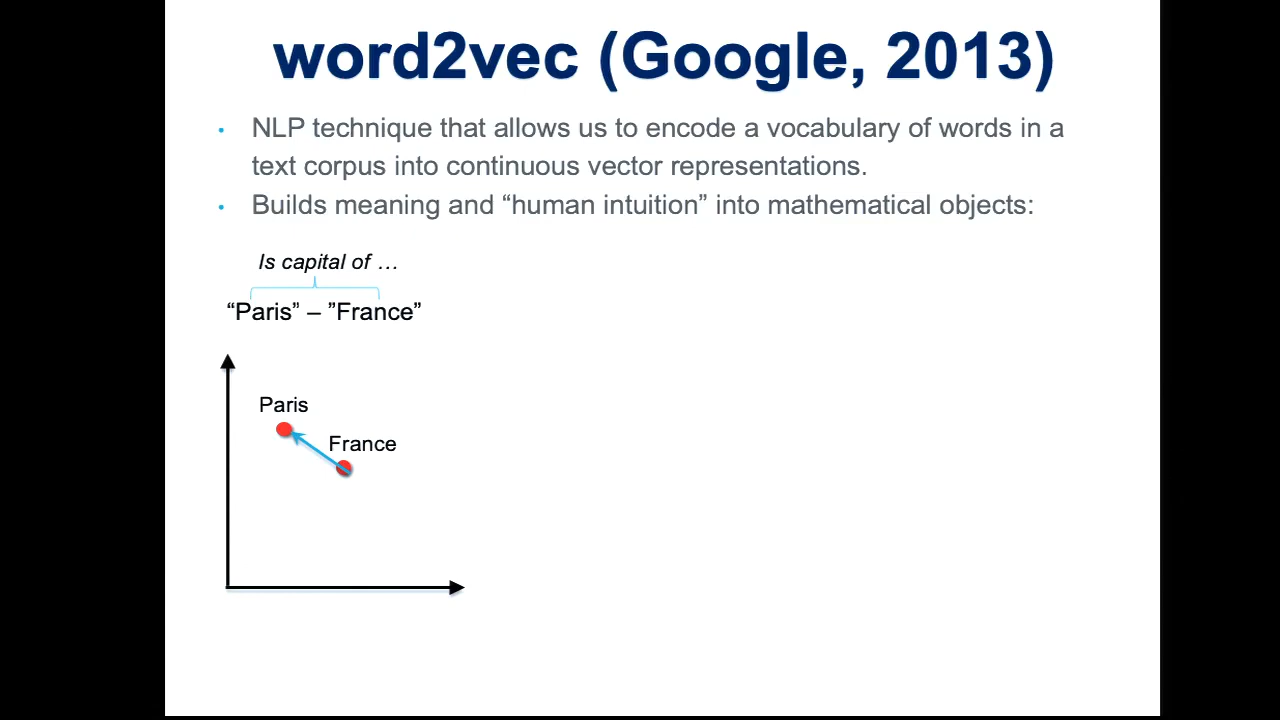 word2vec (Google, 2013)
• NLP technique that allows us to encode a vocabulary of words in a
text corpus into continuous vector representations.
• Builds meaning and “human intuition” into mathematical objects:
Is capital of …
“Paris” – ”France”
Paris
France